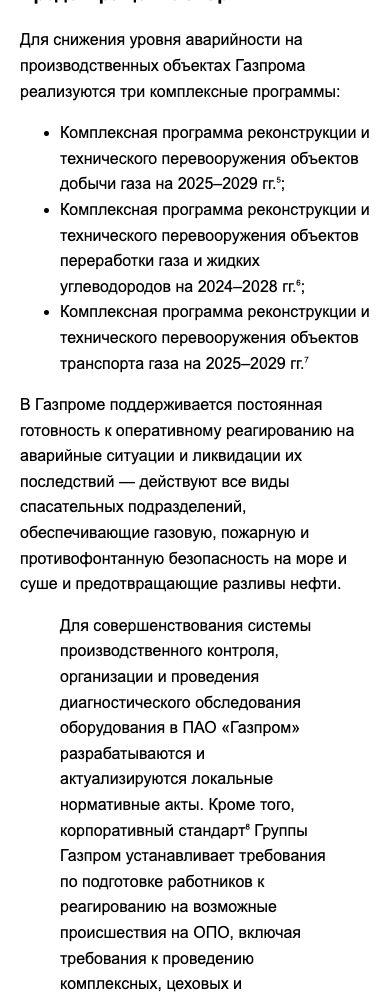 Для снижения уровня аварийности на
производственных объектах Газпрома
реализуются три комплексные программы:
• Комплексная программа реконструкции и
технического перевооружения объектов
добычи газа на 2025–2029 гг.⁵;
• Комплексная программа реконструкции и
технического перевооружения объектов
переработки газа и жидких
углеводородов на 2024–2028 гг.⁶;
• Комплексная программа реконструкции и
технического перевооружения объектов
транспорта газа на 2025–2029 гг.⁷
В Газпроме поддерживается постоянная
готовность к оперативному реагированию на
аварийные ситуации и ликвидации их
последствий — действуют все виды
спасательных подразделений,
обеспечивающие газовую, пожарную и
противофонтанную безопасность на море и
суше и предотвращающие разливы нефти.
Для совершенствования системы
производственного контроля,
организации и проведения
диагностического обследования
оборудования в ПАО «Газпром»
разрабатываются и
актуализируются локальные
нормативные акты. Кроме того,
корпоративный стандарт⁸ Группы
Газпром устанавливает требования
по подготовке работников к
реагированию на возможные
происшествия на ОПО, включая
требования к проведению
комплексных, цеховых и